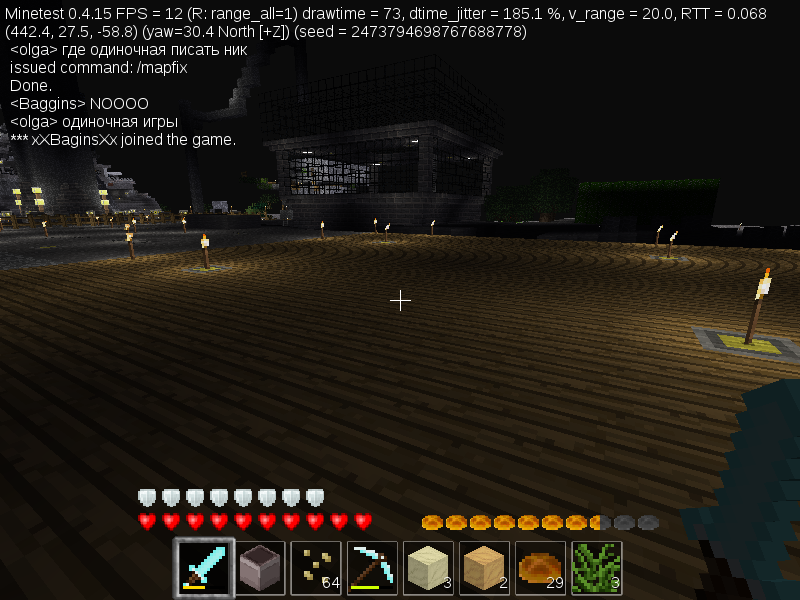 Minetest 0.4.15 FPS = 12 (R: range_all=1) drawtime = 73, dtime_jitter = 185.1 %, v_range = 20.0, RTT = 0.068
(442.4, 27.5, -58.8) (yaw=30.4 North [+Z]) (seed = 2473794698767688778)
<olga> где одиночная писать ник
issued command: /mapfix
Done.
<Baggins> NOOOO
<olga> одиночная игры
*** xXBaginsXx joined the game.
64 3 2 29 3